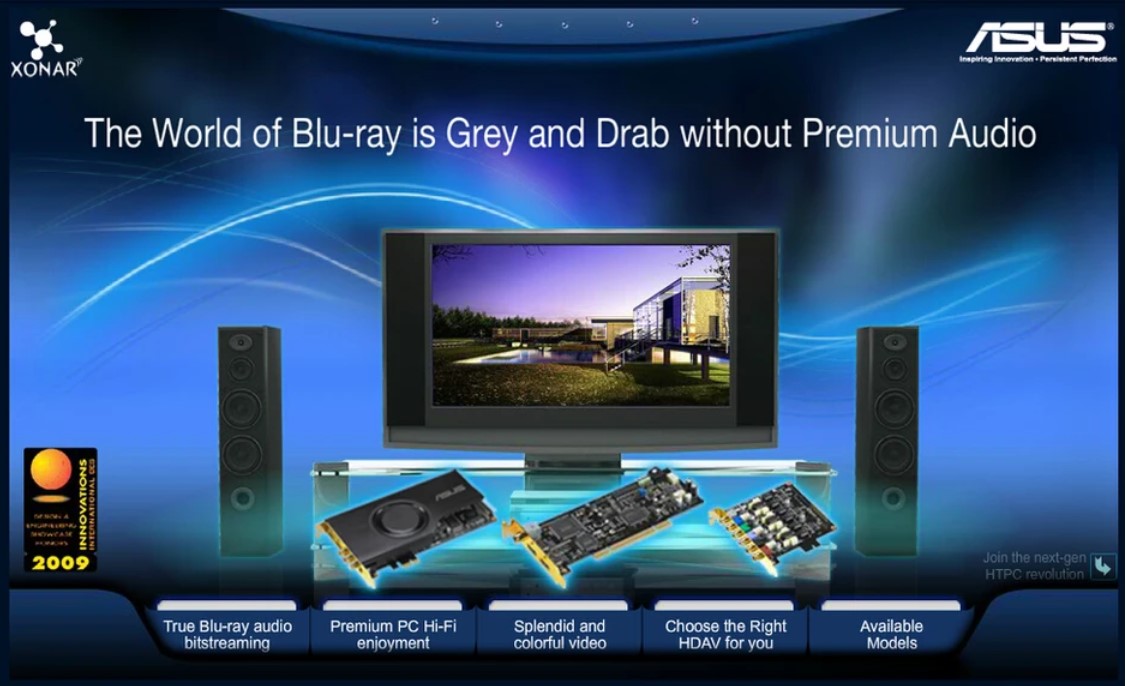 XONAR
ASUS®
Inspiring Innovation • Persistent Perfection
The World of Blu-ray is Grey and Drab without Premium Audio
ASUS
INNOVATIONS
INTERNATIONAL CES
DESIGN &
ENGINEERING
SHOWCASE
HONORS
2009
Join the next-gen
HTPC revolution
True Blu-ray audio
bitstreaming
Premium PC Hi-Fi
enjoyment
Splendid and
colorful video
Choose the Right
HDAV for you
Available
Models